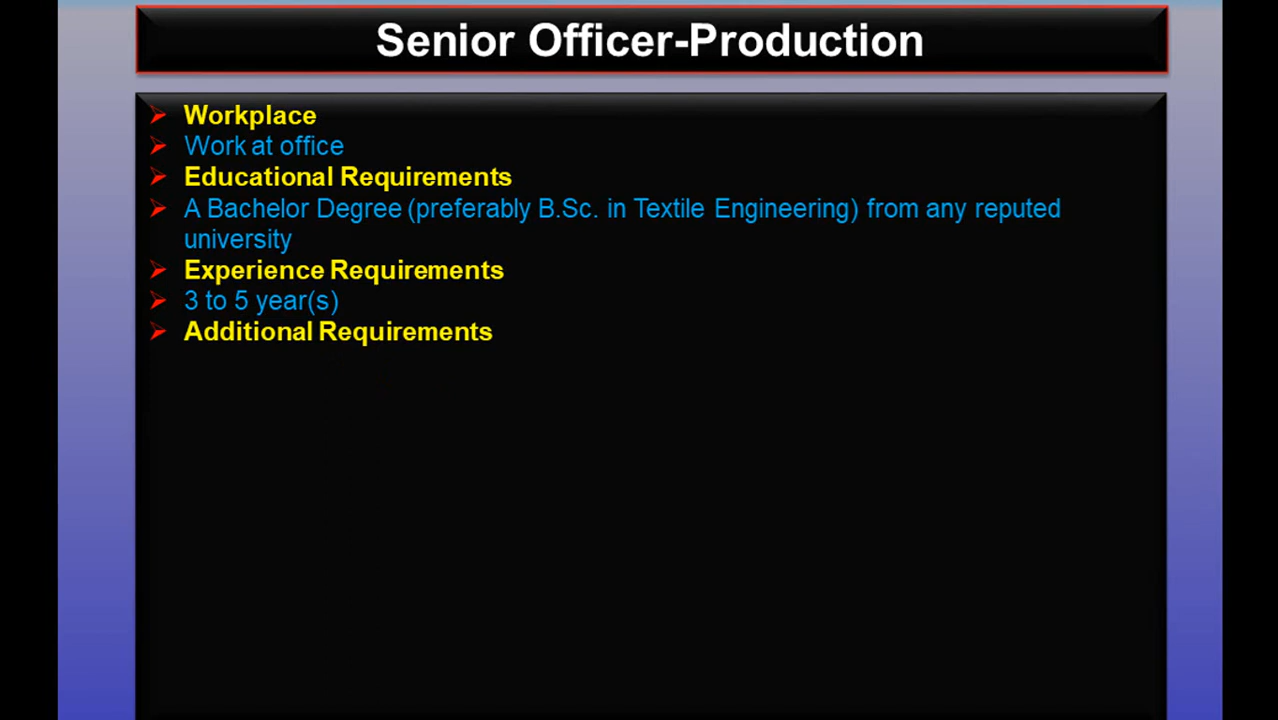 Senior Officer-Production
Workplace
Work at office
Educational Requirements
A Bachelor Degree (preferably B.Sc. in Textile Engineering) from any reputed
university
Experience Requirements
3 to 5 year(s)
Additional Requirements